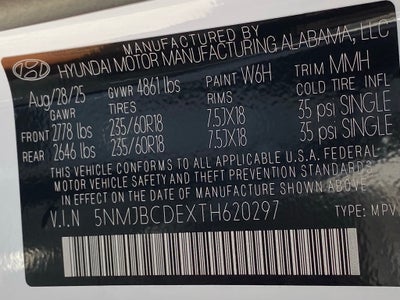 MANUFACTURED BY
HYUNDAI MOTOR MANUFACTURING ALABAMA, LLC
Aug/28/25 GVWR 4861 lbs PAINT W6H TRIM MMH
GAWR TIRES RIMS COLD TIRE INFL
FRONT 2778 lbs 235/60R18 7.5JX18 35 psi SINGLE
REAR 2646 lbs 235/60R18 7.5JX18 35 psi SINGLE
THIS VEHICLE CONFORMS TO ALL APPLICABLE U.S.A. FEDERAL
MOTOR VEHICLE SAFETY AND THEFT PREVENTION STANDARDS
IN EFFECT ON THE DATE OF MANUFACTURE SHOWN ABOVE.
V.I.N 5NMJBCDEXTH620297 TYPE: MPV